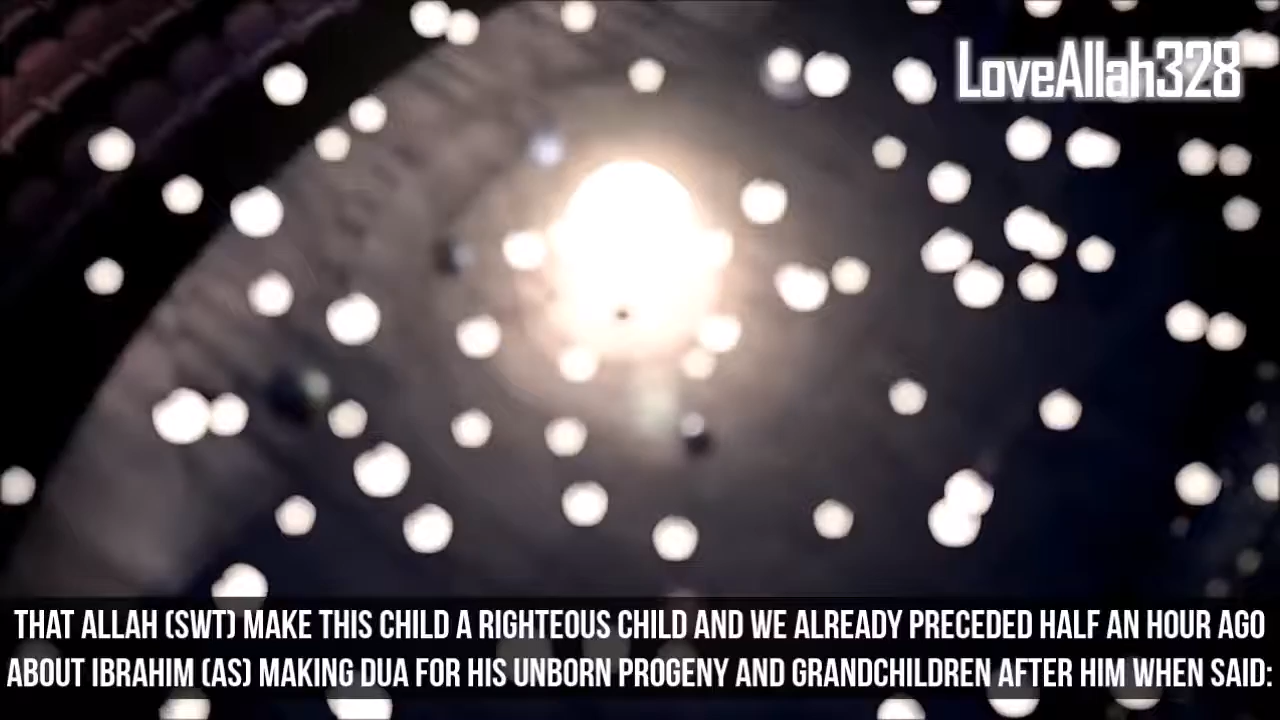 LoveAllah328
THAT ALLAH (SWT) MAKE THIS CHILD A RIGHTEOUS CHILD AND WE ALREADY PRECEDED HALF AN HOUR AGO
ABOUT IBRAHIM (AS) MAKING DUA FOR HIS UNBORN PROGENY AND GRANDCHILDREN AFTER HIM WHEN SAID: